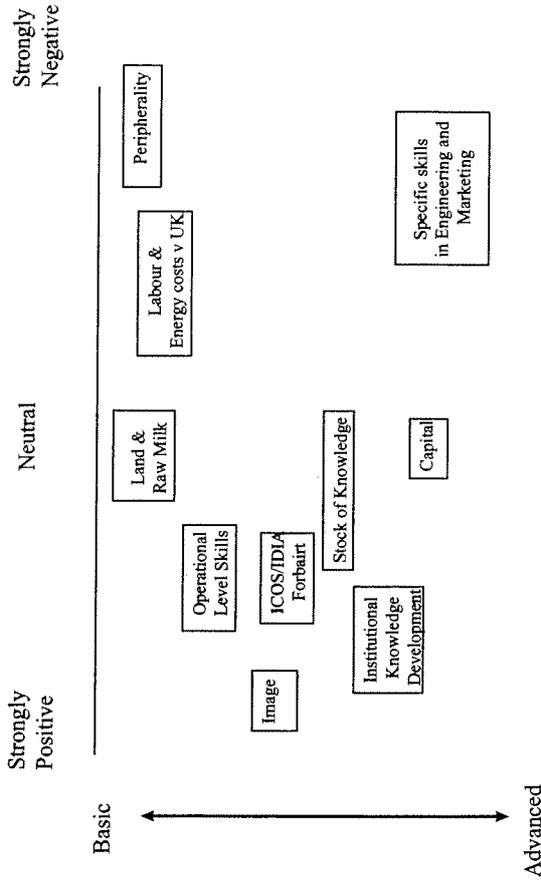 Strongly
Positive
Neutral
Strongly
Negative
Basic
Advanced
Land &
Raw Milk
Peripherality
Labour &
Energy costs v UK
Operational
Level Skills
Image
ICOS/IDIA
Forbairt
Stock of Knowledge
Institutional
Knowledge
Development
Capital
Specific skills
in Engineering and
Marketing